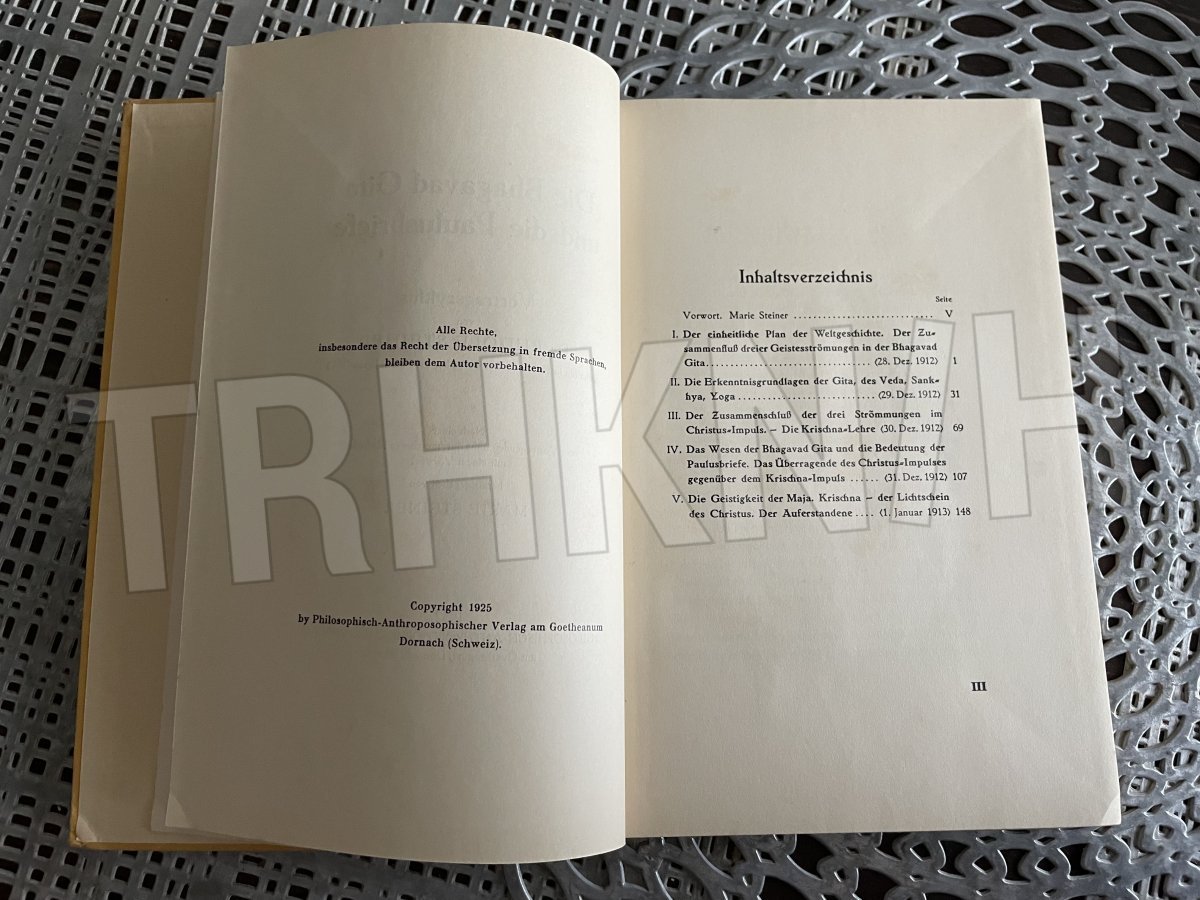 Alle Rechte,
insbesondere das Recht der Übersetzung in fremde Sprachen,
bleiben dem Autor vorbehalten.
Copyright 1925
by Philosophisch-Anthroposophischer Verlag am Goetheanum
Dornach (Schweiz).
Inhaltsverzeichnis
Seite
Vorwort. Marie Steiner ............................ V
I. Der einheitliche Plan der Weltgeschichte. Der Zu-
sammenfluß dreier Geistesströmungen in der Bhagavad
Gita.................................. (28. Dez. 1912) 1
II. Die Erkenntnisgrundlagen der Gita, des Veda, Sank-
hya, Yoga ............................ (29. Dez. 1912) 31
III. Der Zusammenschluß der drei Strömmungen im
Christus-Impuls. – Die Krischna-Lehre (30. Dez. 1912) 69
IV. Das Wesen der Bhagavad Gita und die Bedeutung der
Paulusbriefe. Das Überragende des Christus-Impulses
gegenüber dem Krischna-Impuls ...... (31. Dez. 1912) 107
V. Die Geistigkeit der Maja. Krischna – der Lichtschein
des Christus. Der Auferstandene .... (1. Januar 1913) 148
III
TRHKNVH